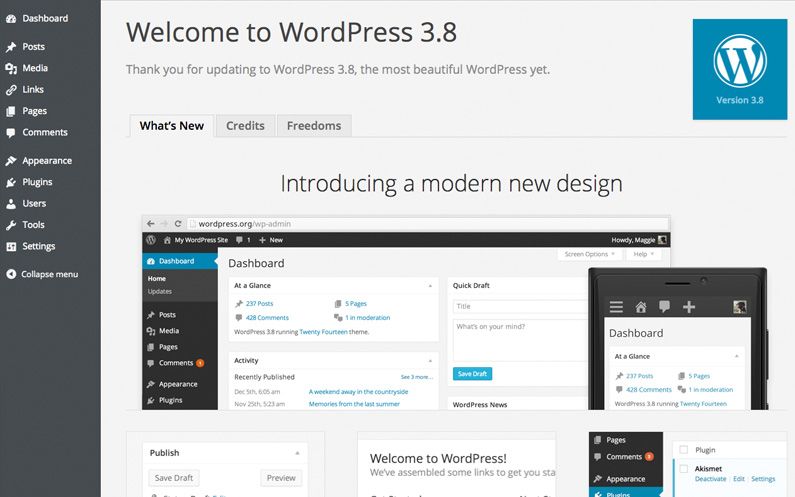 Dashboard
Posts
Media
Links
Pages
Comments
Appearance
Plugins
Users
Tools
Settings
Collapse menu
Welcome to WordPress 3.8
Thank you for updating to WordPress 3.8, the most beautiful WordPress yet.
Version 3.8
What's New
Credits
Freedoms
Introducing a modern new design
wordpress.org/wp-admin
My WordPress Site 1 + New
Howdy, Maggie
Dashboard
Home
Updates
Posts
Media
Pages
Comments 1
Appearance
Plugins
Screen Options
Help
Dashboard
At a Glance
237 Posts
5 Pages
428 Comments
1 in moderation
WordPress 3.8 running Twenty Fourteen theme.
Activity
Recently Published
See 3 more...
Dec 5th, 6:05 am
A weekend away in the countryside
Nov 25th, 5:23 am
Memories from the last summer
Quick Draft
Title
What's on your mind?
Save Draft
WordPress News
Dashboard
At a Glance
237 Posts
5 Pages
428 Comments
1 in moderation
WordPress 3.8 running Twenty Fourteen
Publish
Save Draft
Preview
Welcome to WordPress!
We've assembled some links to get you sta
Pages
Comments
Appearance
Plugins
Plugin
Akismet
Deactivate
Edit
Settings